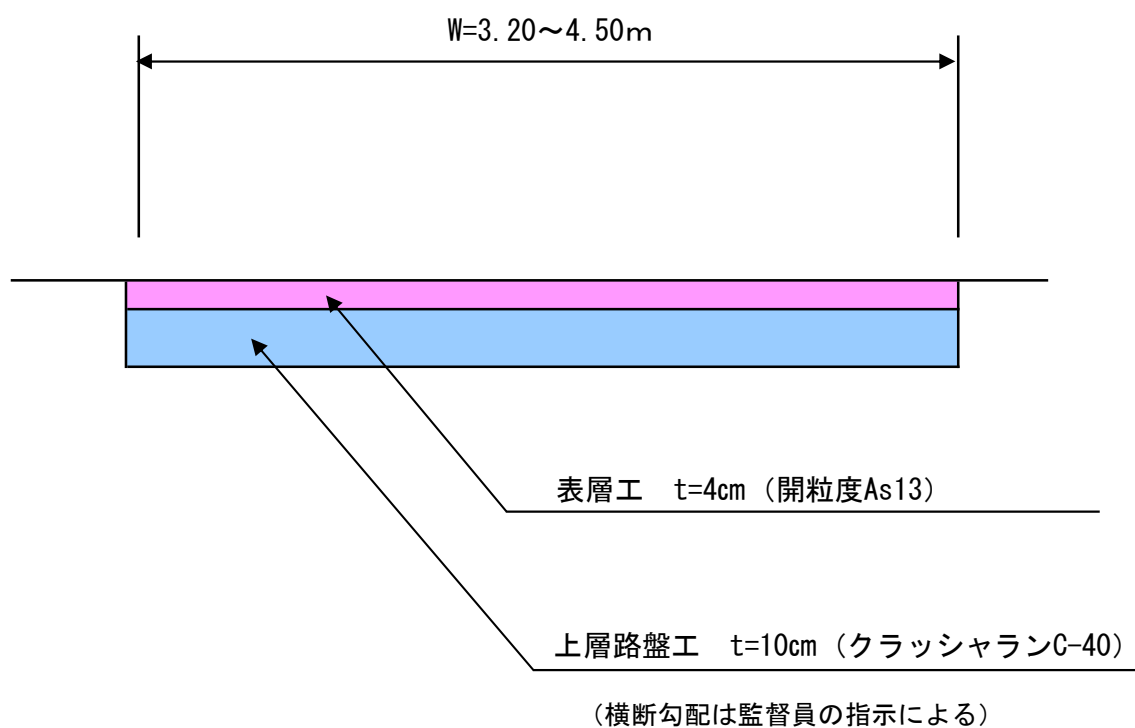 W=3.20～4.50ｍ
表層工　t=4㎝（開粒度As13）
上層路盤工　t=10㎝（クラッシャランC-40）
（横断勾配は監督員の指示による）